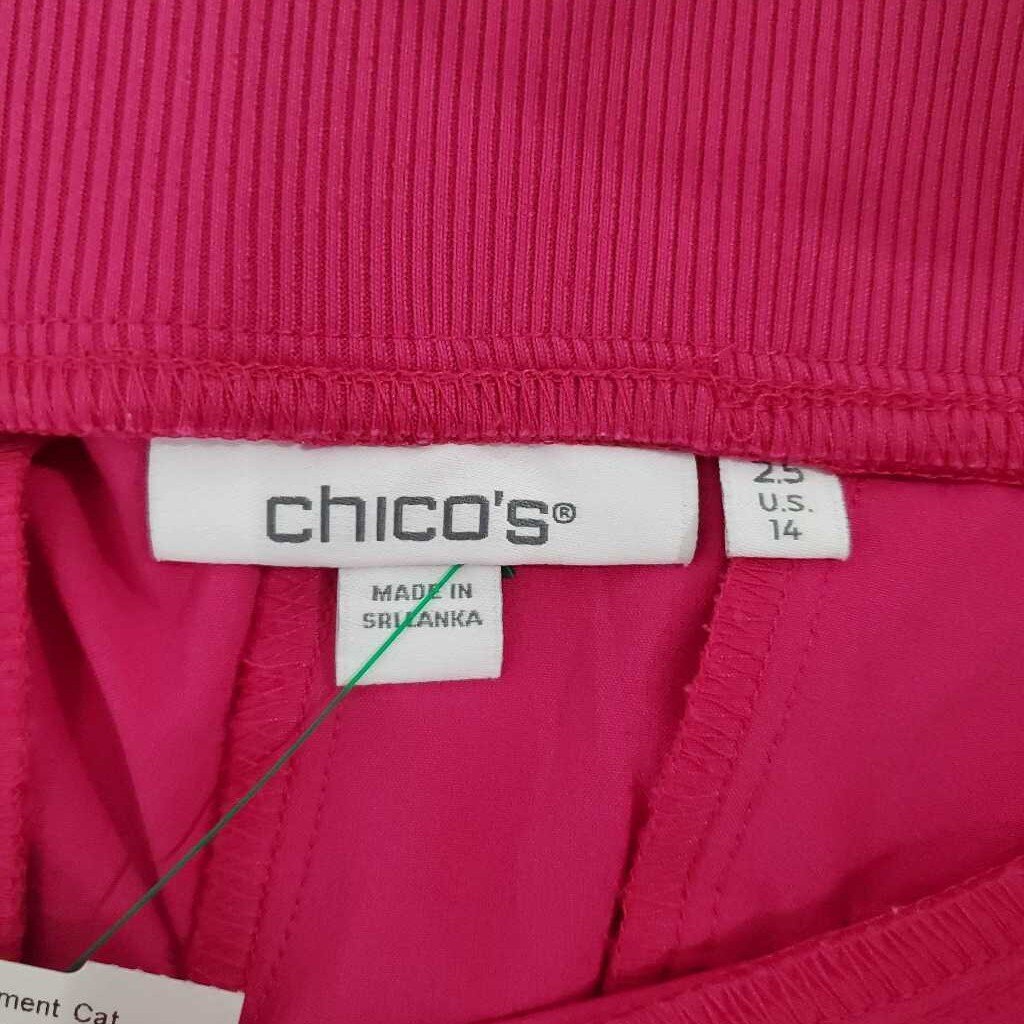 chico's®
2.5
U.S.
14
MADE IN
SRI LANKA
ment Cat